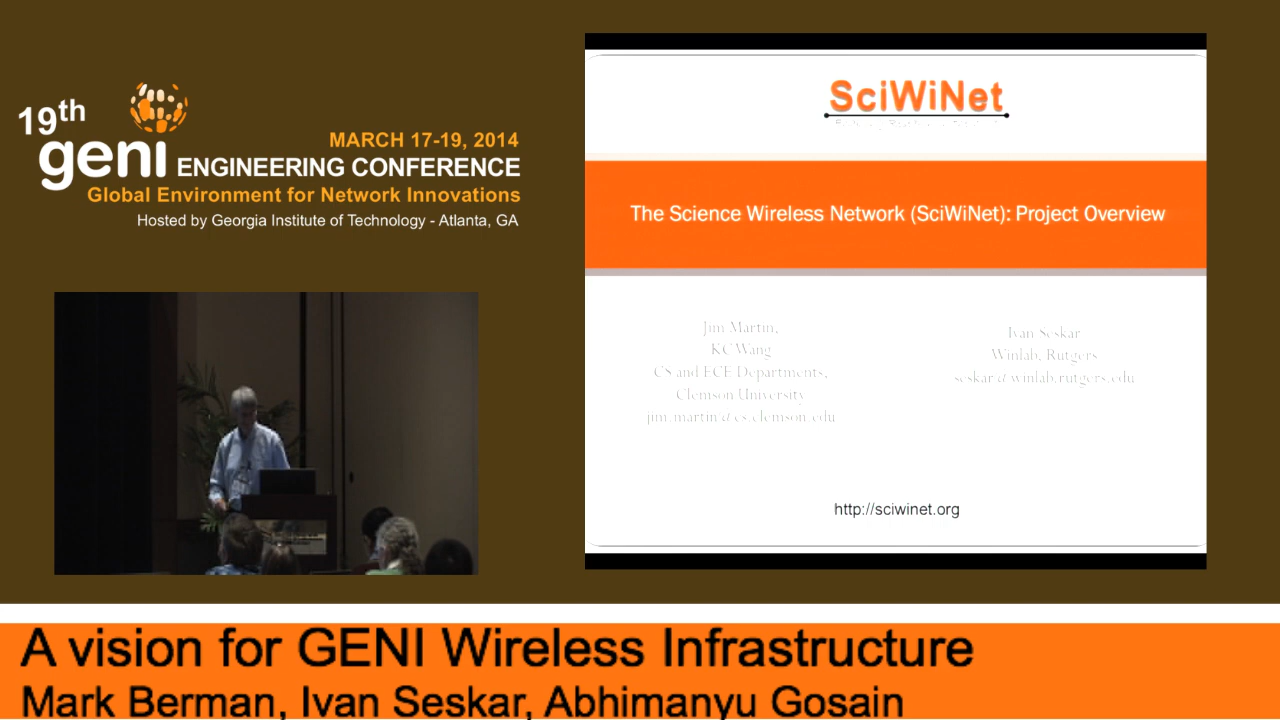 19th
geni ENGINEERING CONFERENCE
MARCH 17-19, 2014
Global Environment for Network Innovations
Hosted by Georgia Institute of Technology - Atlanta, GA
SciWiNet
The Science Wireless Network (SciWiNet): Project Overview
Jim Martin,
KC Wang
CS and ECE Departments,
Clemson University
jim.martin@cs.clemson.edu
Ivan Seskar
Winlab, Rutgers
seskar@winlab.rutgers.edu
http://sciwinet.org
A vision for GENI Wireless Infrastructure
Mark Berman, Ivan Seskar, Abhimanyu Gosain